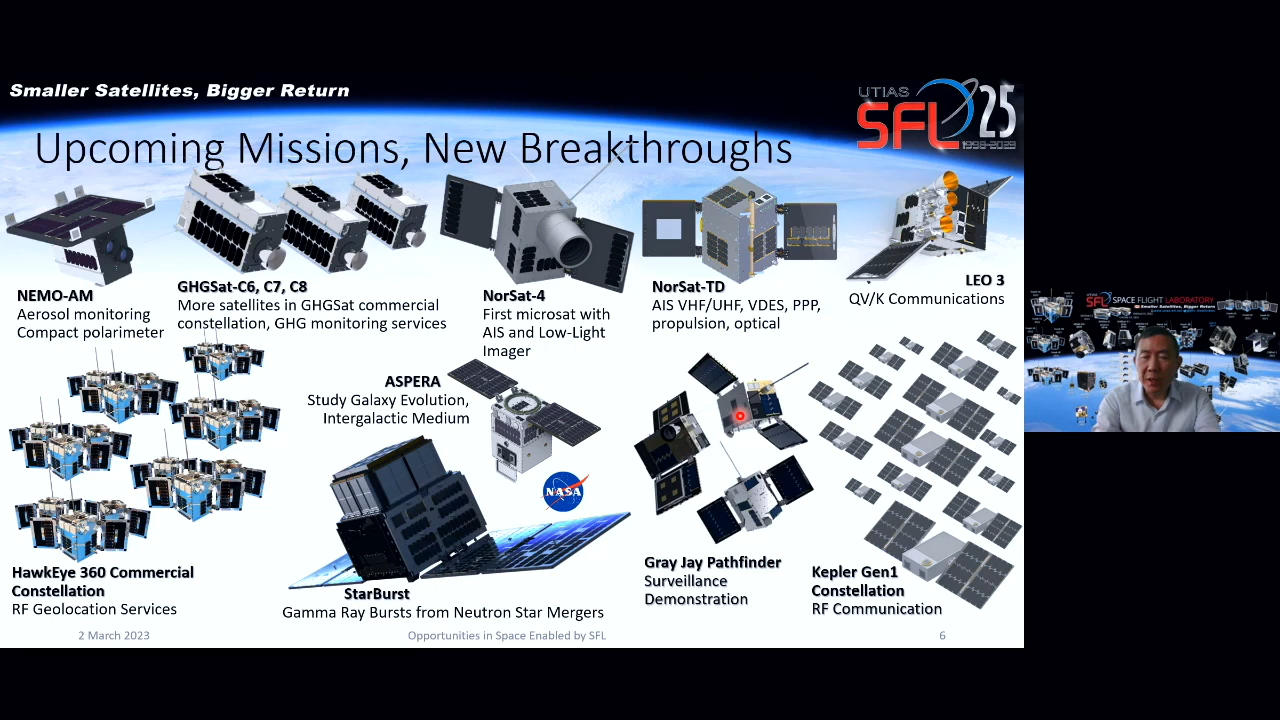 Smaller Satellites, Bigger Return
UTIAS
SFL 25
1998-2023
Upcoming Missions, New Breakthroughs
NEMO-AM
Aerosol monitoring
Compact polarimeter
GHGSat-C6, C7, C8
More satellites in GHGSat commercial
constellation, GHG monitoring services
NorSat-4
First microsat with
AIS and Low-Light
Imager
NorSat-TD
AIS VHF/UHF, VDES, PPP,
propulsion, optical
LEO 3
QV/K Communications
HawkEye 360 Commercial
Constellation
RF Geolocation Services
ASPERA
Study Galaxy Evolution,
Intergalactic Medium
NASA
StarBurst
Gamma Ray Bursts from Neutron Star Mergers
Gray Jay Pathfinder
Surveillance
Demonstration
Kepler Gen1
Constellation
RF Communication
2 March 2023
Opportunities in Space Enabled by SFL
6
UTIAS
SFL SPACE FLIGHT LABORATORY
Smaller Satellites, Bigger Return